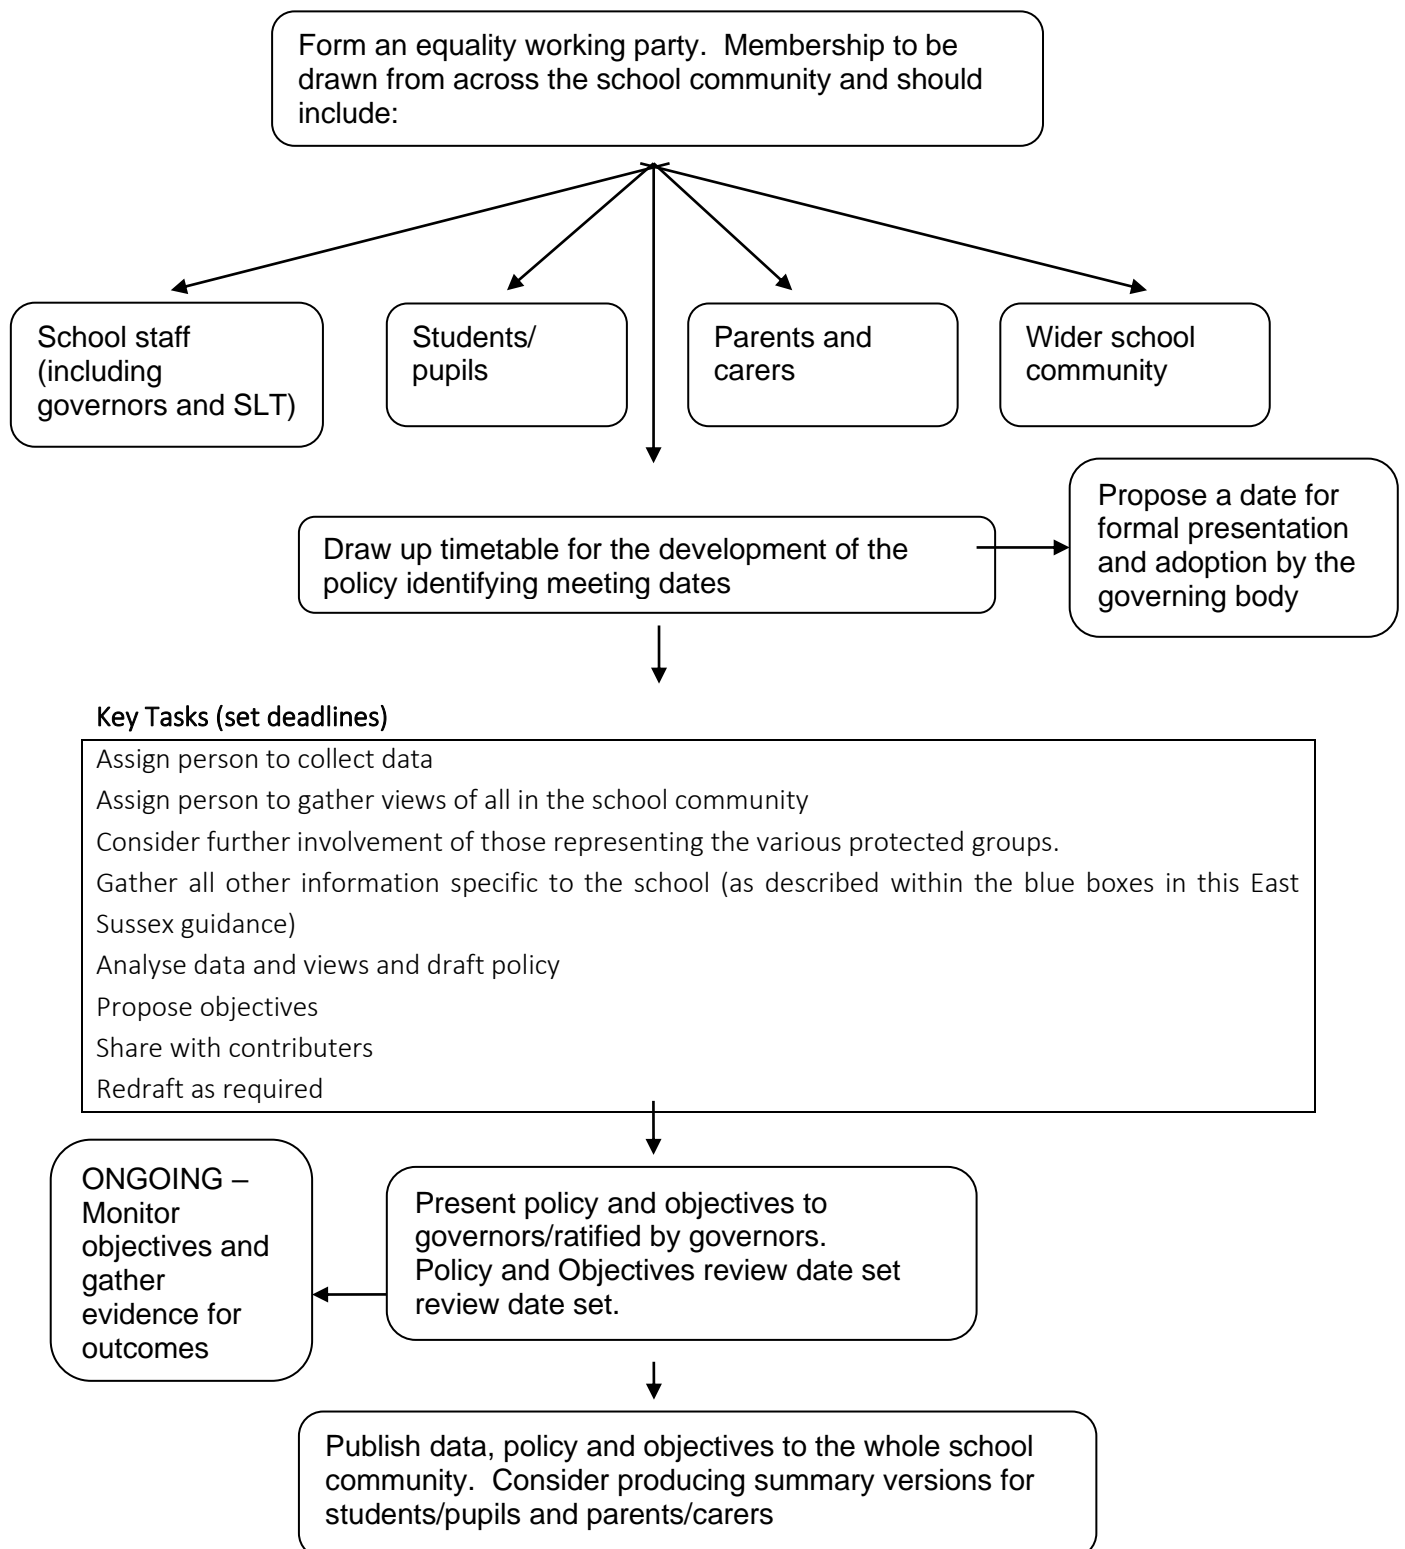 Form an equality working party.  Membership to be
drawn from across the school community and should
include:
School staff
(including
governors and SLT)
Students/
pupils
Parents and
carers
Wider school
community
Propose a date for
formal presentation
and adoption by the
governing body
Draw up timetable for the development of the
policy identifying meeting dates
Key Tasks (set deadlines)
Assign person to collect data
Assign person to gather views of all in the school community
Consider further involvement of those representing the various protected groups.
Gather all other information specific to the school (as described within the blue boxes in this East
Sussex guidance)
Analyse data and views and draft policy
Propose objectives
Share with contributers
Redraft as required
ONGOING –
Monitor
objectives and
gather
evidence for
outcomes
Present policy and objectives to
governors/ratified by governors.
Policy and Objectives review date set
review date set.
Publish data, policy and objectives to the whole school
community.  Consider producing summary versions for
students/pupils and parents/carers